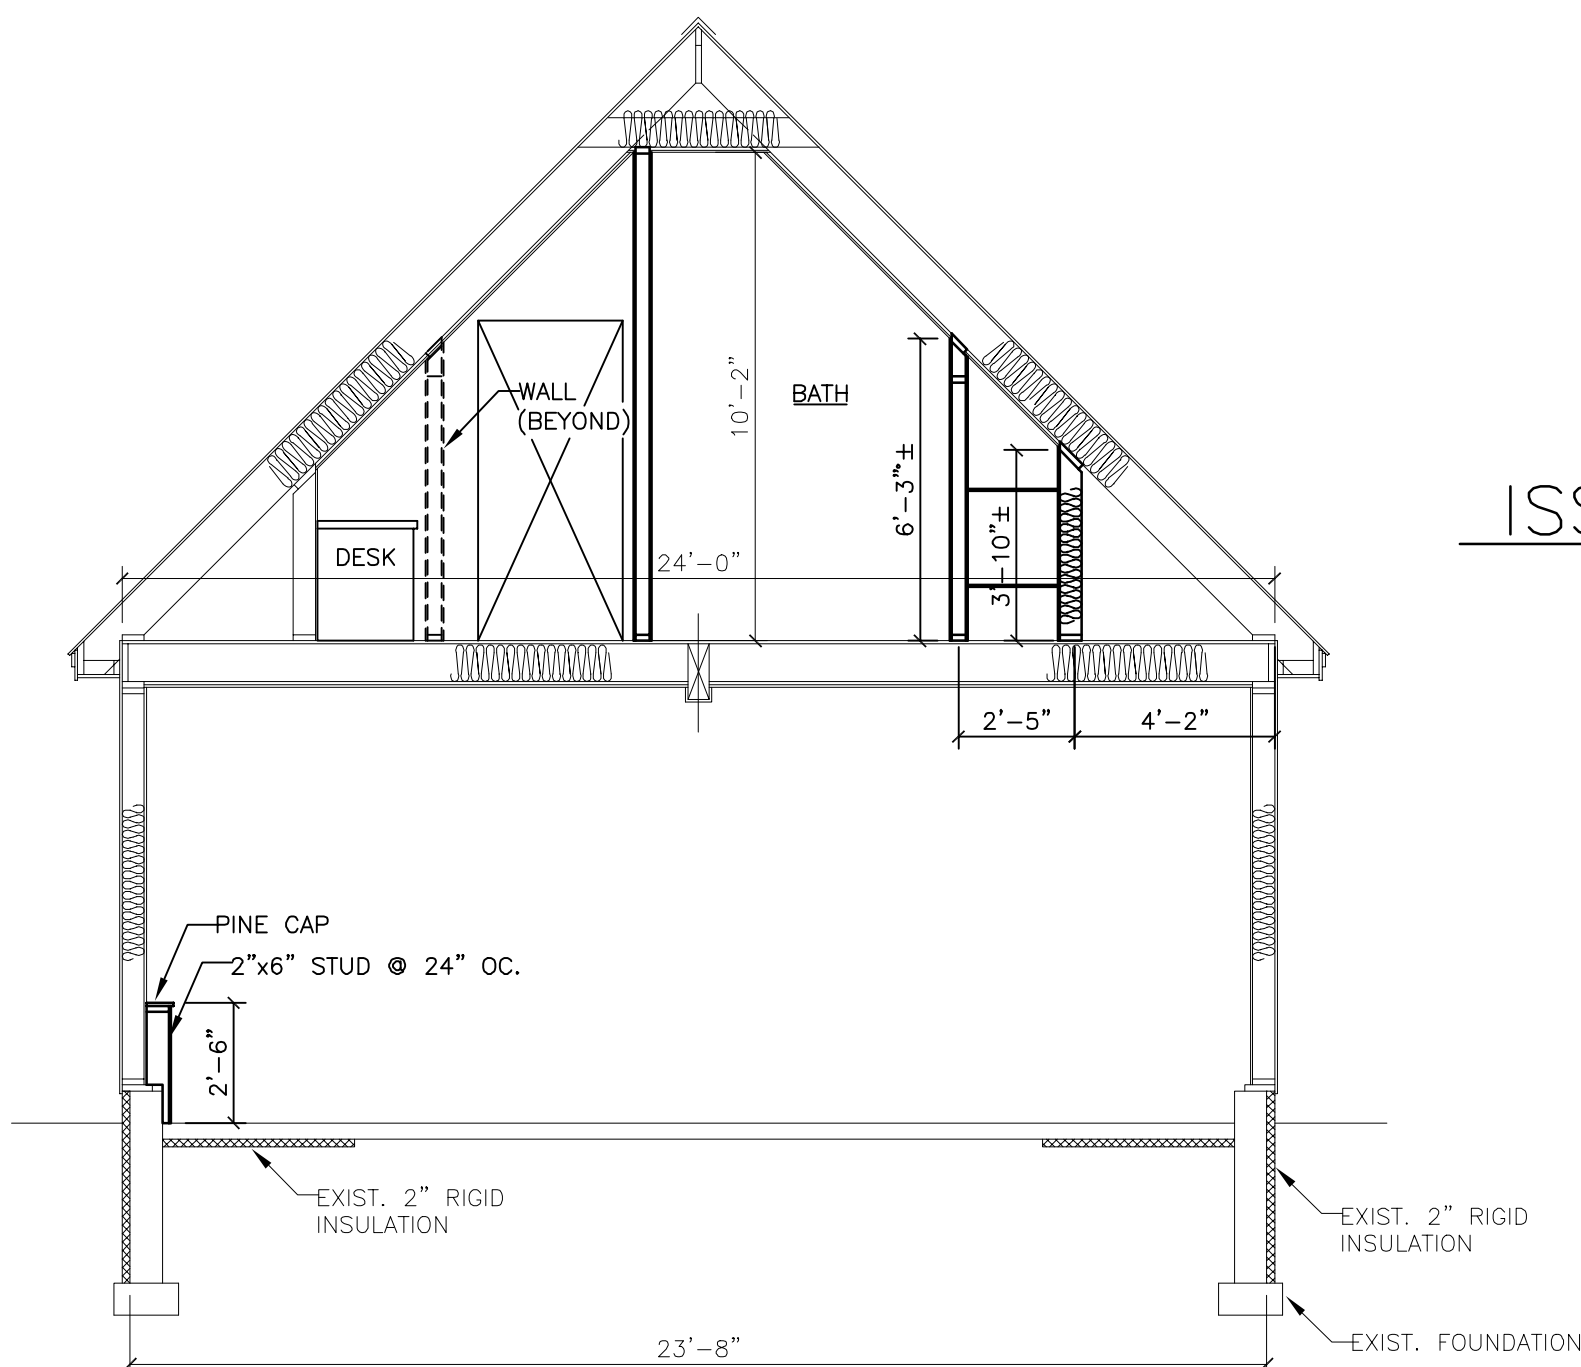 WALL
(BEYOND)
10'-2"
BATH
6'-3"±
3'-10"±
ISS
DESK
24'-0"
2'-5"
4'-2"
PINE CAP
2"x6" STUD @ 24" OC.
2'-6"
EXIST. 2" RIGID
INSULATION
EXIST. 2" RIGID
INSULATION
EXIST. FOUNDATION
23'-8"